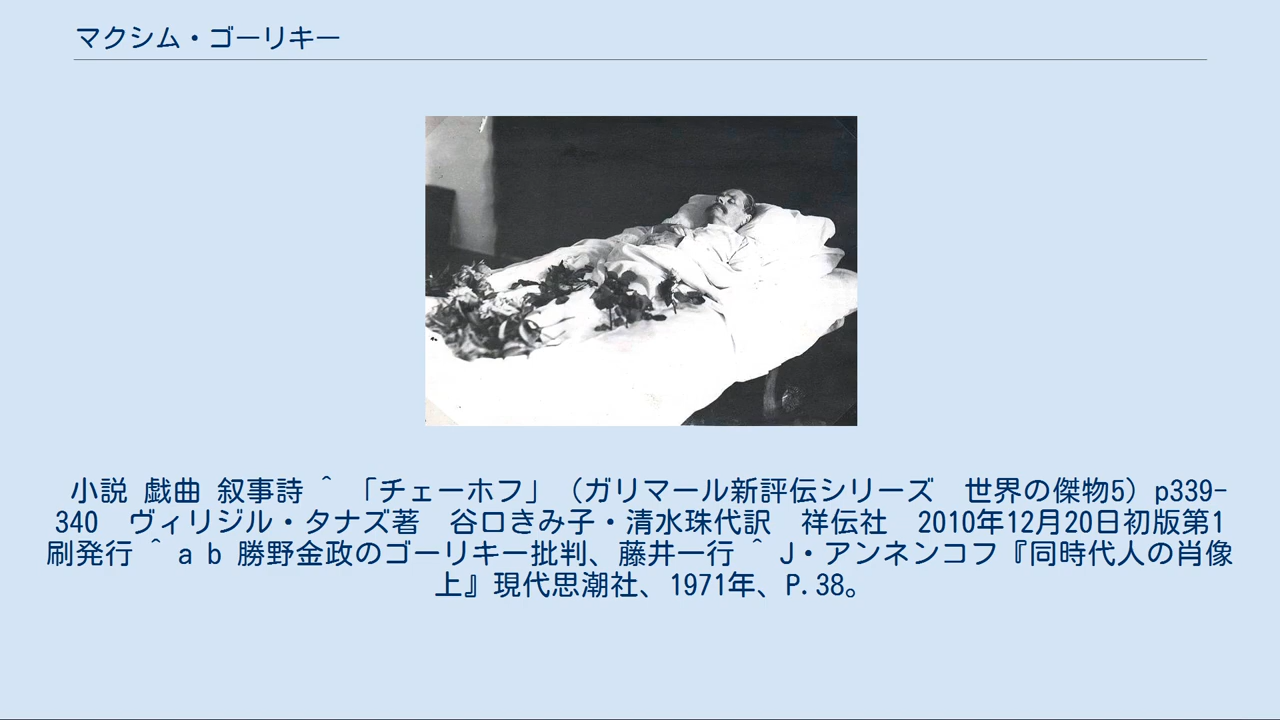 マクシム・ゴーリキー
小説 戯曲 叙事詩 ^ 「チェーホフ」（ガリマール新評伝シリーズ　世界の傑物5）p339-
340　ヴィリジル・タナズ著　谷口きみ子・清水珠代訳　祥伝社　2010年12月20日初版第1
刷発行 ^ a b 勝野金政のゴーリキー批判、藤井一行 ^ J・アンネンコフ『同時代人の肖像
上』現代思潮社、1971年、P.38。